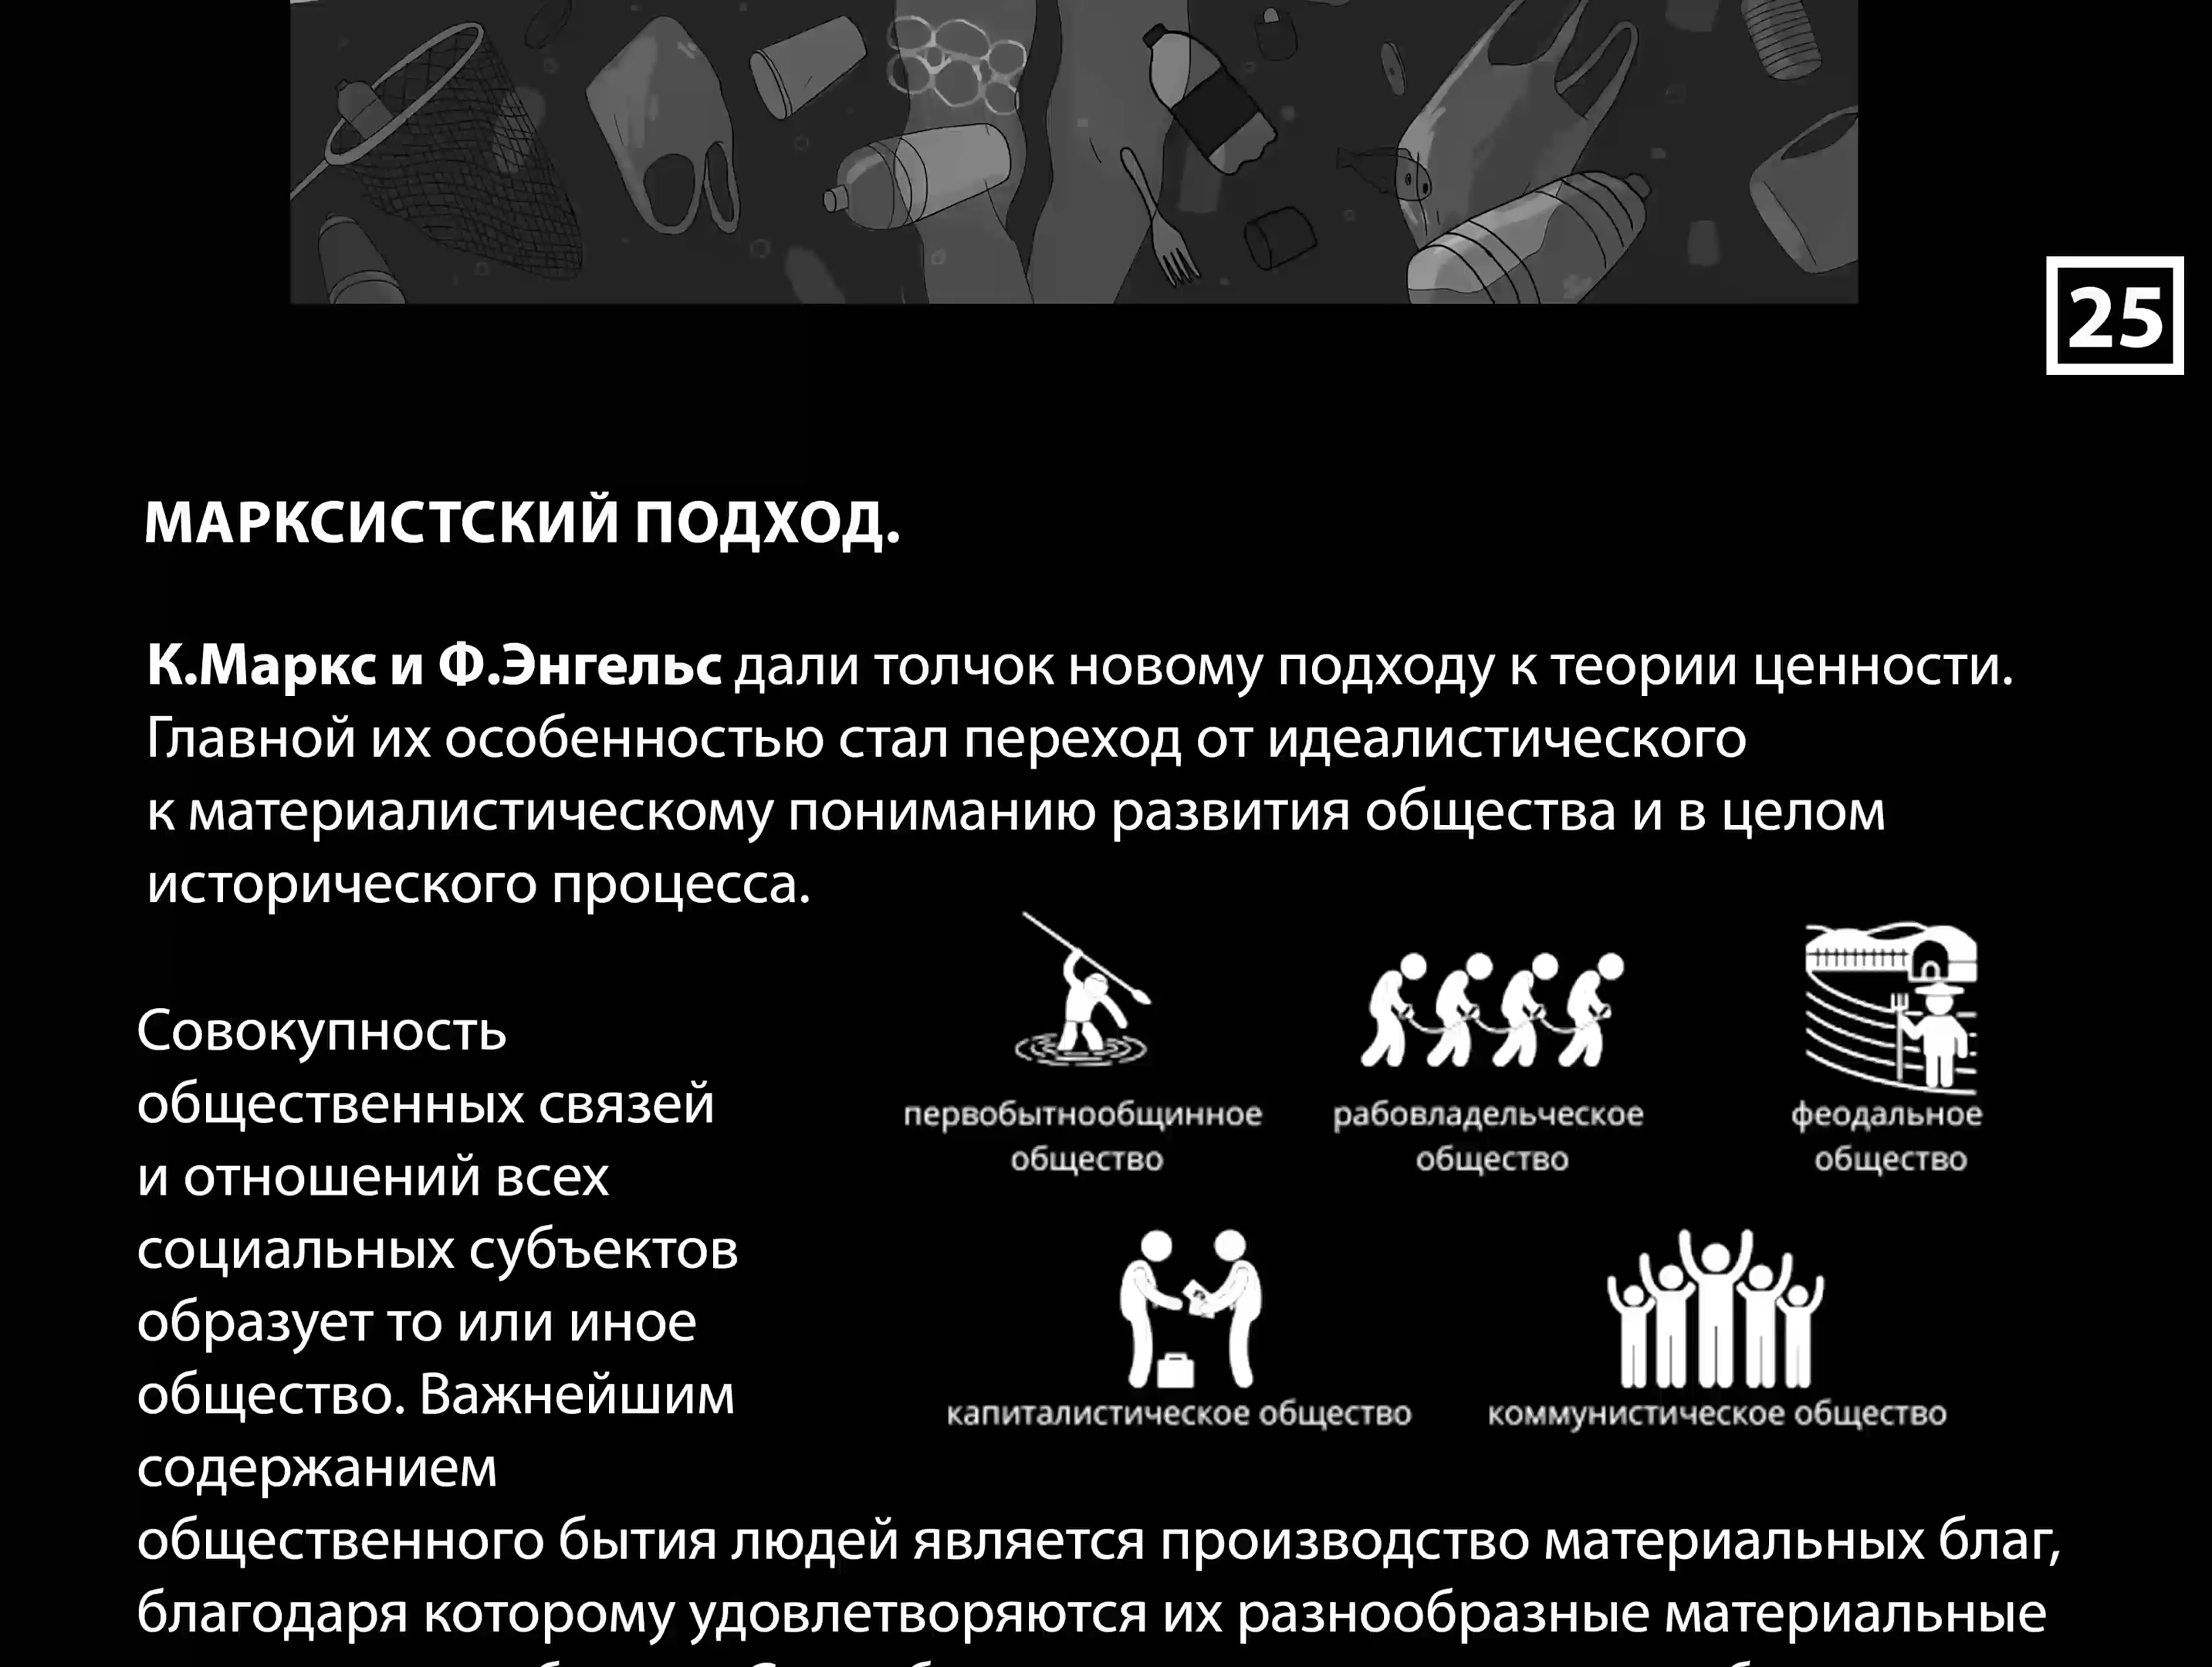 25
МАРКСИСТСКИЙ ПОДХОД.
К.Маркс и Ф.Энгельс дали толчок новому подходу к теории ценности.
Главной их особенностью стал переход от идеалистического
к материалистическому пониманию развития общества и в целом
исторического процесса.
Совокупность
общественных связей
и отношений всех
социальных субъектов
образует то или иное
общество. Важнейшим
содержанием
общественного бытия людей является производство материальных благ,
благодаря которому удовлетворяются их разнообразные материальные
первобытнообщинное
общество
рабовладельческое
общество
феодальное
общество
капиталистическое общество
коммунистическое общество